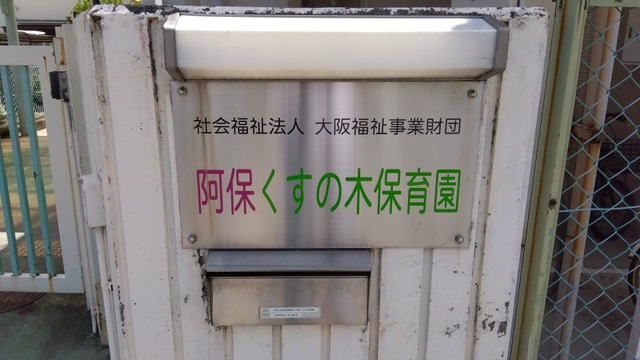 社会福祉法人 大阪福祉事業財団
阿保くすの木保育園